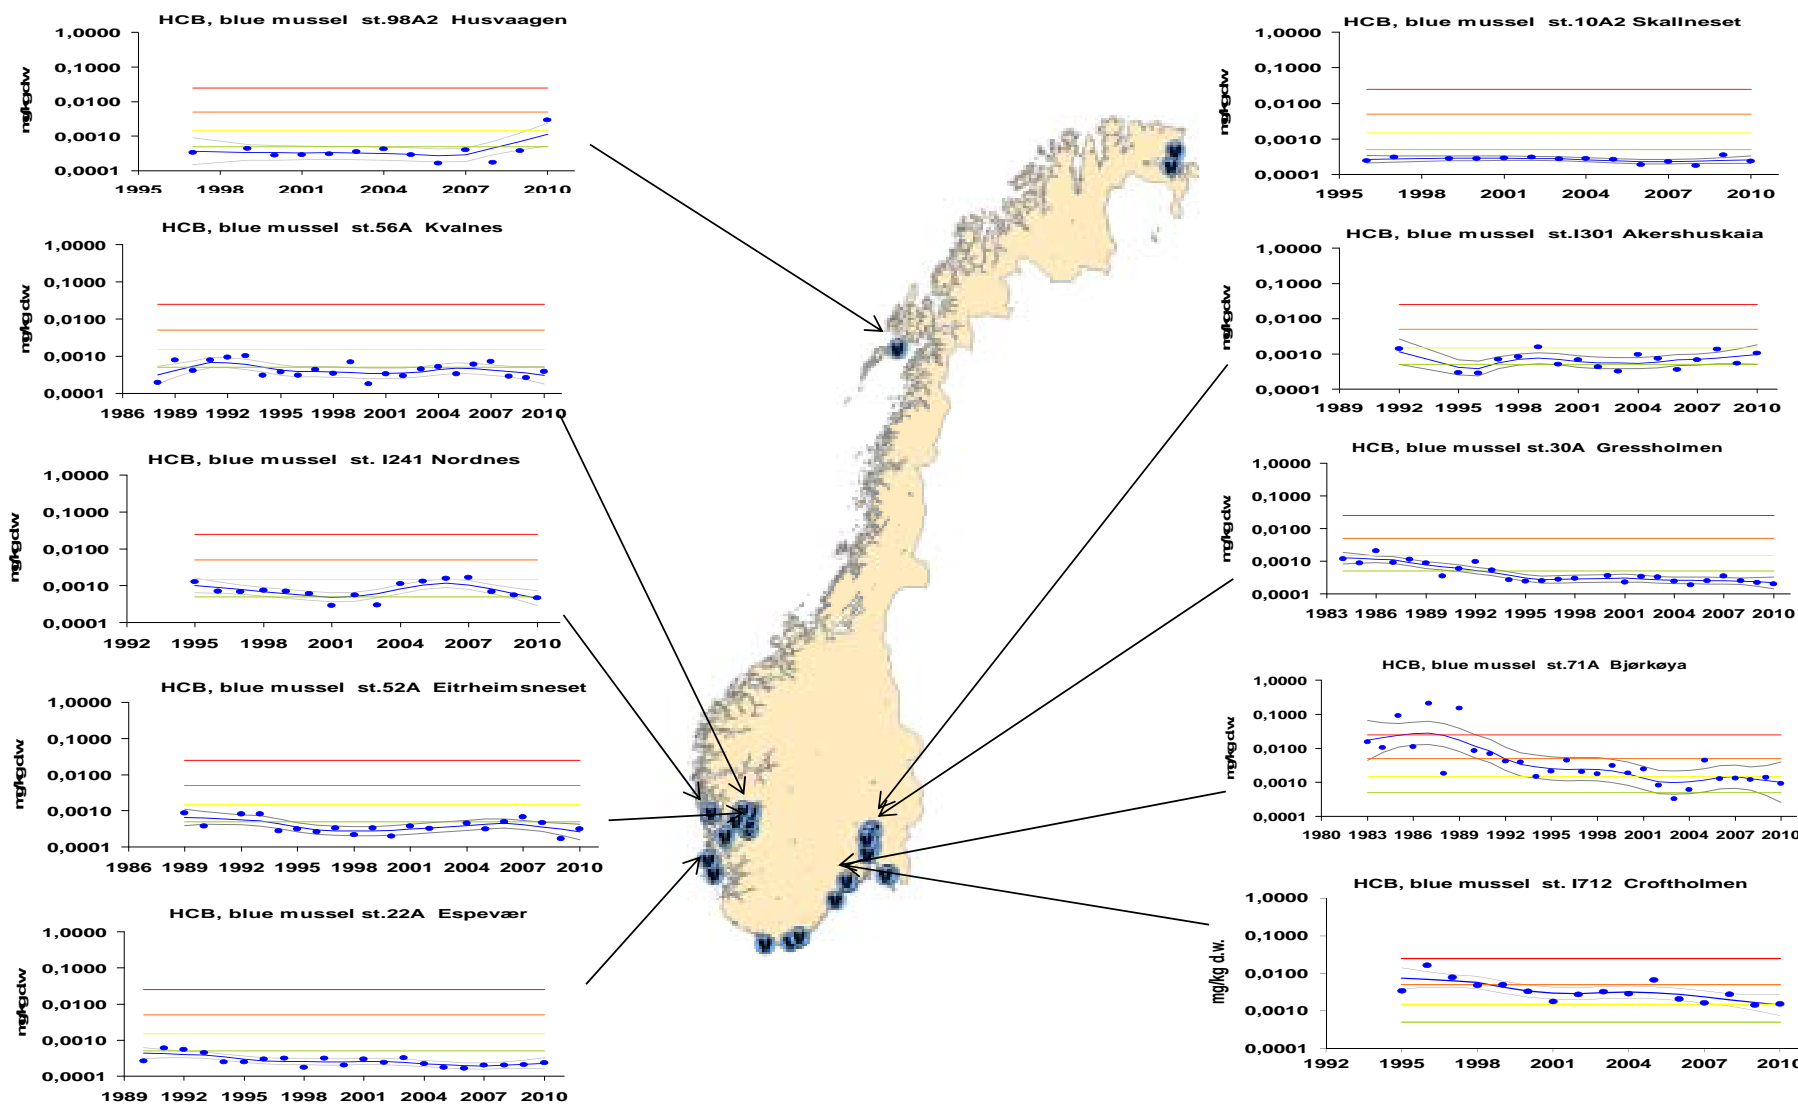 HCB, blue mussel st.98A2 Husvaagen
mg/kg dw
1,0000
0,1000
0,0100
0,0010
0,0001
1995 1998 2001 2004 2007 2010
HCB, blue mussel st.56A Kvalnes
mg/kg dw
1,0000
0,1000
0,0100
0,0010
0,0001
1986 1989 1992 1995 1998 2001 2004 2007 2010
HCB, blue mussel st. I241 Nordnes
mg/kg dw
1,0000
0,1000
0,0100
0,0010
0,0001
1992 1995 1998 2001 2004 2007 2010
HCB, blue mussel st.52A Eitrheimsneset
mg/kg dw
1,0000
0,1000
0,0100
0,0010
0,0001
1986 1989 1992 1995 1998 2001 2004 2007 2010
HCB, blue mussel st.22A Espevær
mg/kg dw
1,0000
0,1000
0,0100
0,0010
0,0001
1989 1992 1995 1998 2001 2004 2007 2010
HCB, blue mussel st.10A2 Skallneset
mg/kg dw
1,0000
0,1000
0,0100
0,0010
0,0001
1995 1998 2001 2004 2007 2010
HCB, blue mussel st.I301 Akershuskaia
mg/kg dw
1,0000
0,1000
0,0100
0,0010
0,0001
1989 1992 1995 1998 2001 2004 2007 2010
HCB, blue mussel st.30A Gressholmen
mg/kg dw
1,0000
0,1000
0,0100
0,0010
0,0001
1983 1986 1989 1992 1995 1998 2001 2004 2007 2010
HCB, blue mussel st.71A Bjørkøya
mg/kg dw
1,0000
0,1000
0,0100
0,0010
0,0001
1980 1983 1986 1989 1992 1995 1998 2001 2004 2007 2010
HCB, blue mussel st. I712 Croftholmen
mg/kg d.w.
1,0000
0,1000
0,0100
0,0010
0,0001
1992 1995 1998 2001 2004 2007 2010